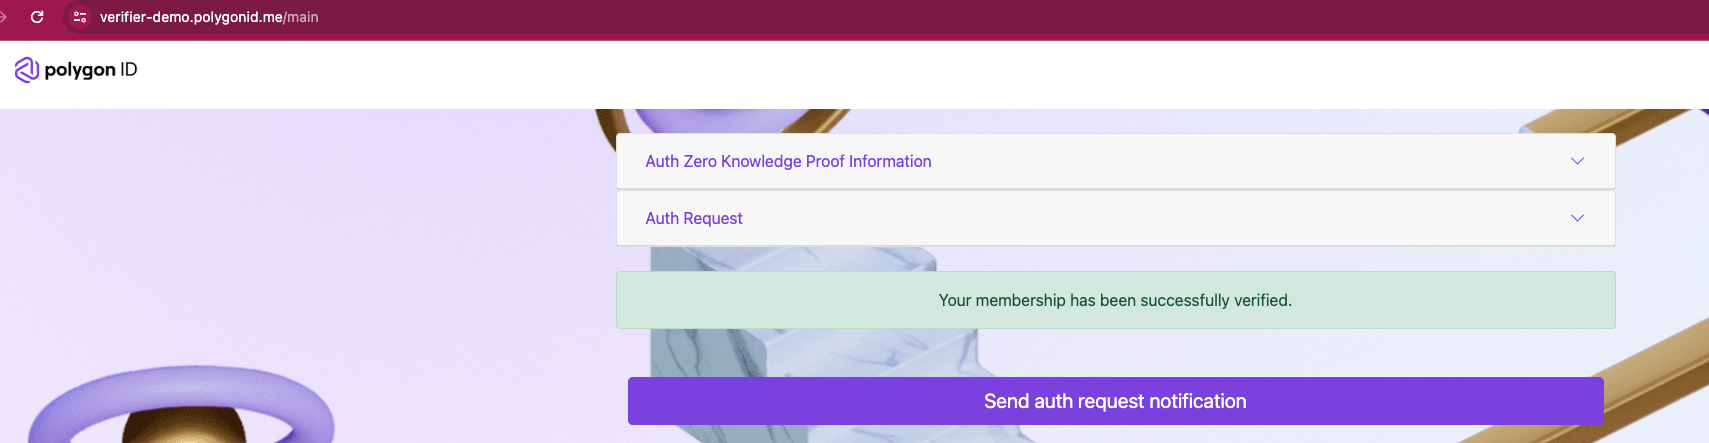 verifier-demo.polygonid.me/main
polygon ID
Auth Zero Knowledge Proof Information
Auth Request
Your membership has been successfully verified.
Send auth request notification